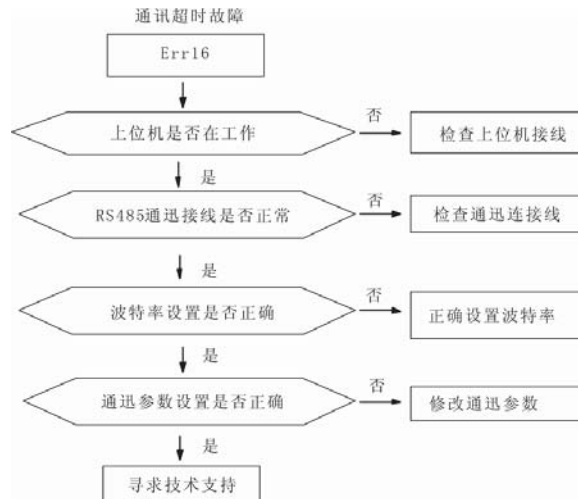 通讯超时故障
Err16
上位机是否在工作
否
检查上位机接线
是
RS485通迅接线是否正常
否
检查通迅连接线
是
波特率设置是否正确
否
正确设置波特率
是
通迅参数设置是否正确
否
修改通迅参数
是
寻求技术支持